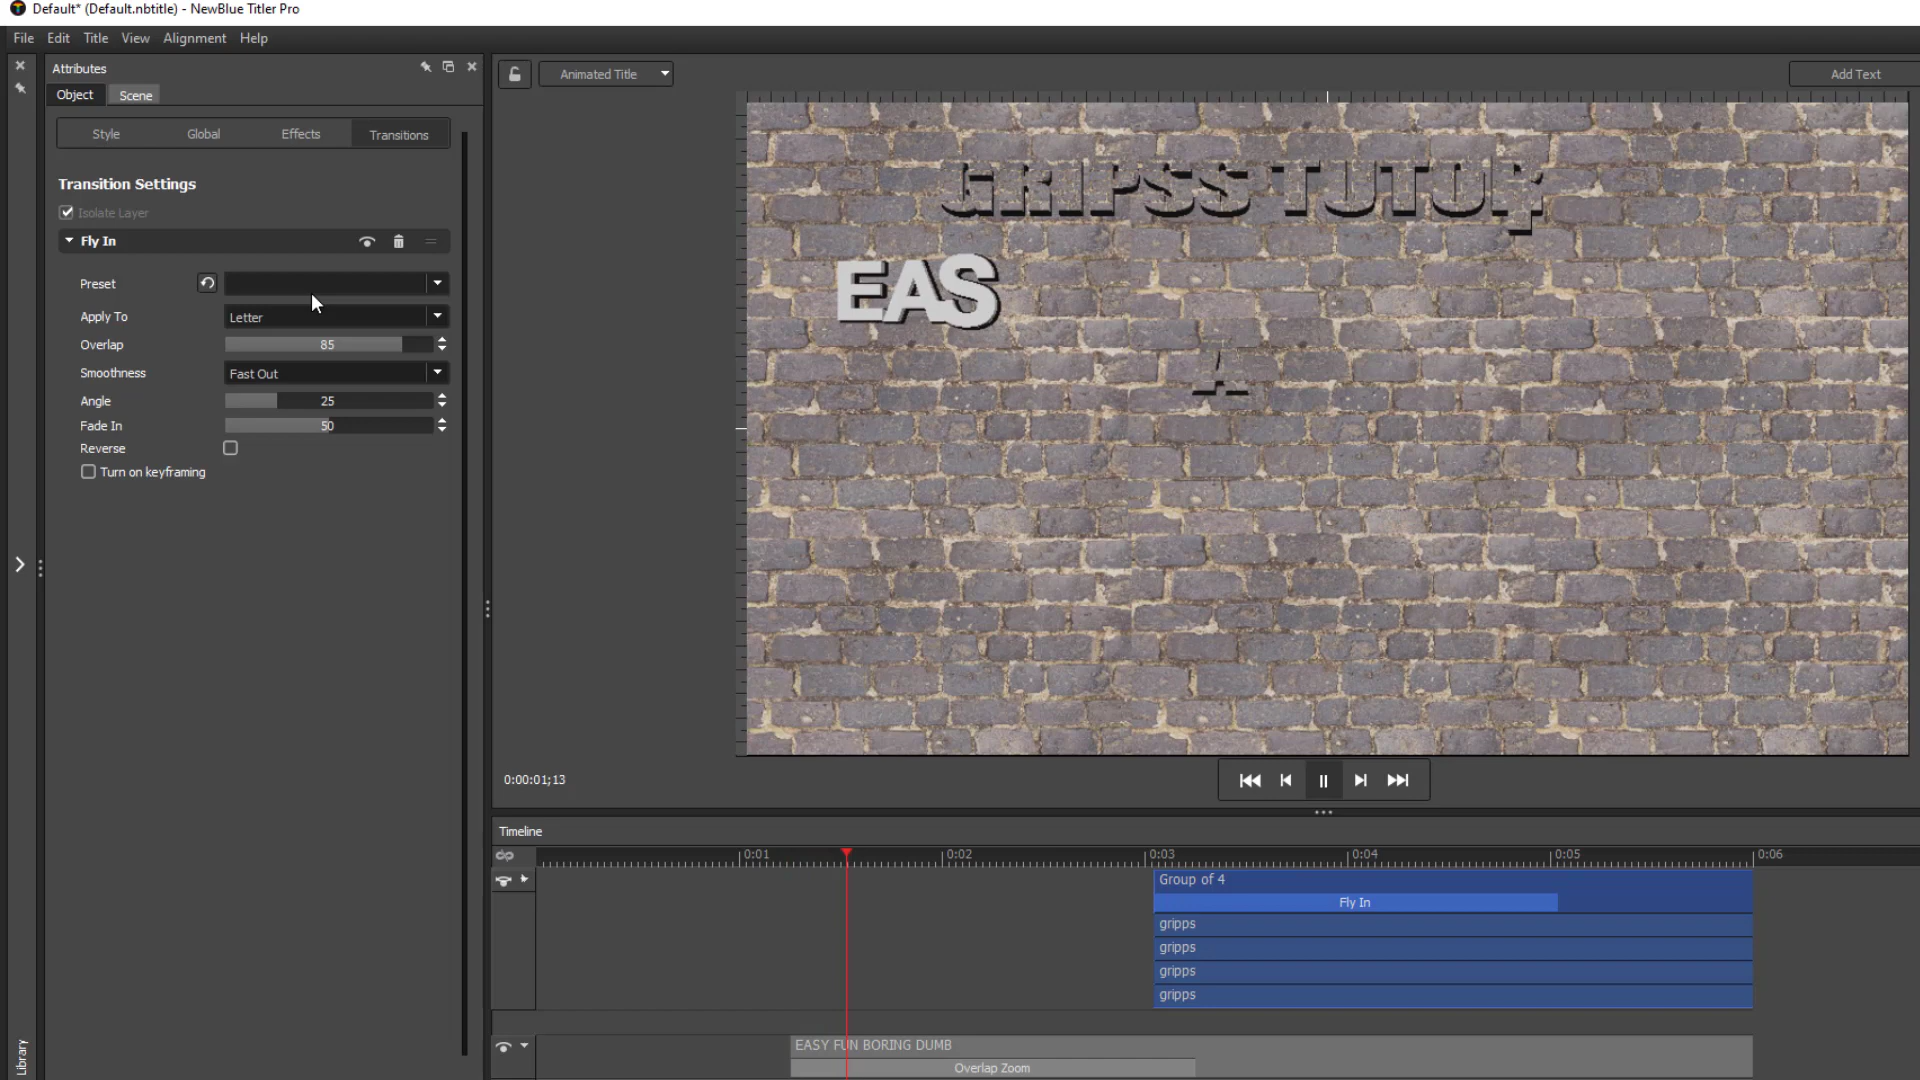 Default* (Default.nbtitle) - NewBlue Titler Pro
File Edit Title View Alignment Help
Attributes
Object Scene
Style Global Effects Transitions
Transition Settings
Isolate Layer
Fly In
Preset
Apply To Letter
Overlap 85
Smoothness Fast Out
Angle 25
Fade In 50
Reverse
Turn on keyframing
Library
Animated Title
Add Text
GRIPSS TUTOR
EAS
A
0:00:01;13
Timeline
0:01 0:02 0:03 0:04 0:05 0:06
Group of 4
Fly In
gripps
gripps
gripps
gripps
EASY FUN BORING DUMB
Overlap Zoom